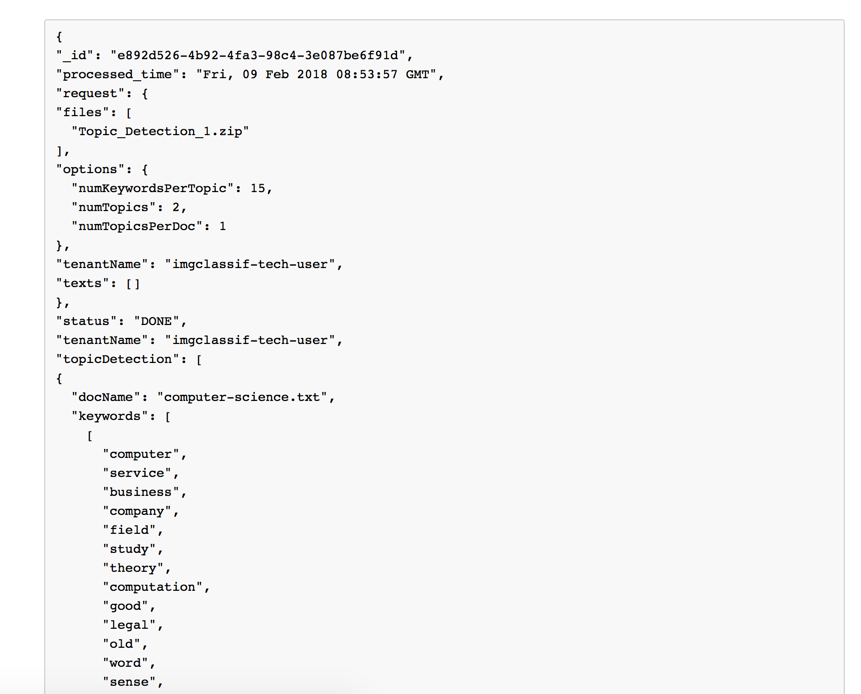 {
"_id": "e892d526-4b92-4fa3-98c4-3e087be6f91d",
"processed_time": "Fri, 09 Feb 2018 08:53:57 GMT",
"request": {
"files": [
  "Topic_Detection_1.zip"
],
"options": {
  "numKeywordsPerTopic": 15,
  "numTopics": 2,
  "numTopicsPerDoc": 1
},
"tenantName": "imgclassif-tech-user",
"texts": []
},
"status": "DONE",
"tenantName": "imgclassif-tech-user",
"topicDetection": [
{
  "docName": "computer-science.txt",
  "keywords": [
    [
      "computer",
      "service",
      "business",
      "company",
      "field",
      "study",
      "theory",
      "computation",
      "good",
      "legal",
      "old",
      "word",
      "sense",